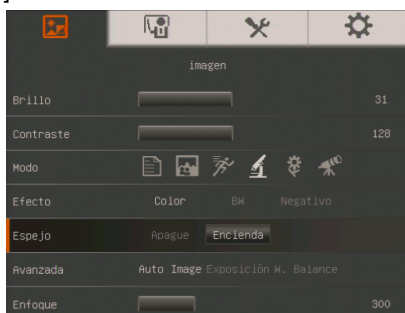 imagen
Brillo 31
Contraste 128
Modo
Efecto Color BW Negativo
Espejo Apague Encienda
Avanzada Auto Image Exposición W. Balance
Enfoque 300